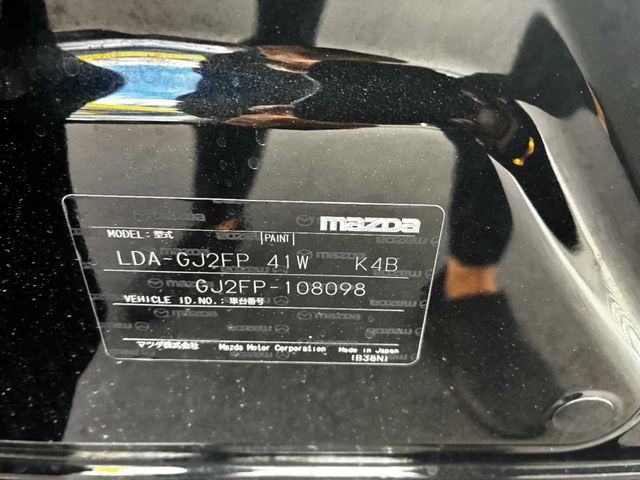 mazda
MODEL: 型式 PAINT
LDA-GJ2FP 41W K4B
GJ2FP-108098
VEHICLE ID.NO.: 車台番号
マツダ株式会社 Mazda Motor Corporation Made in Japan
(B36N)